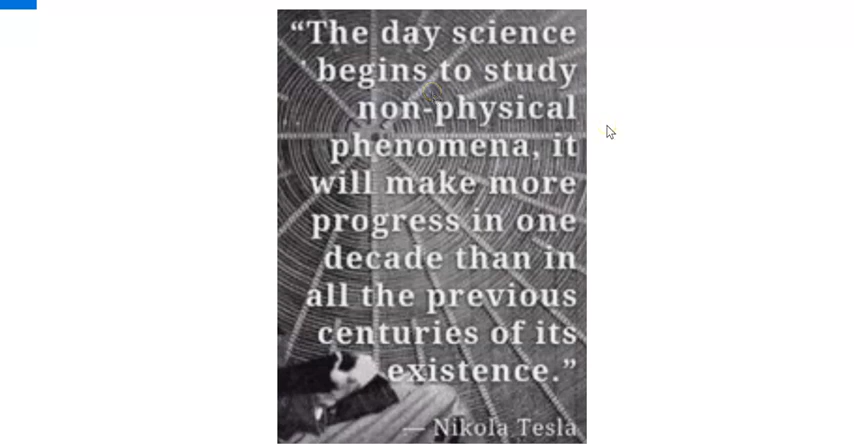 “The day science
begins to study
non-physical
phenomena, it
will make more
progress in one
decade than in
all the previous
centuries of its
existence.”
— Nikola Tesla